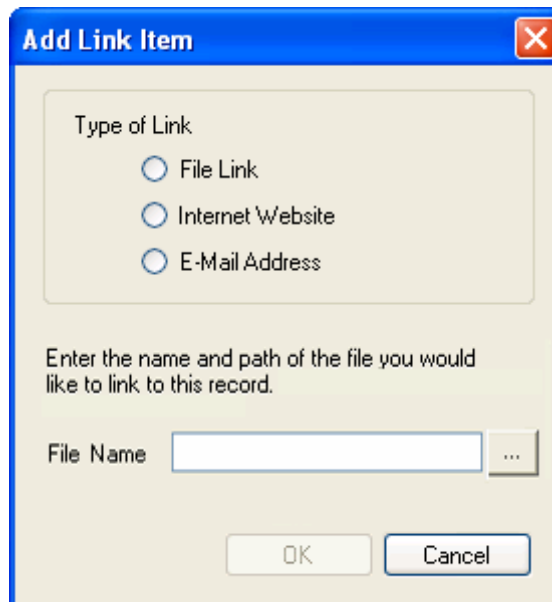 Add Link Item
Type of Link
File Link
Internet Website
E-Mail Address
Enter the name and path of the file you would
like to link to this record.
File Name
...
OK
Cancel